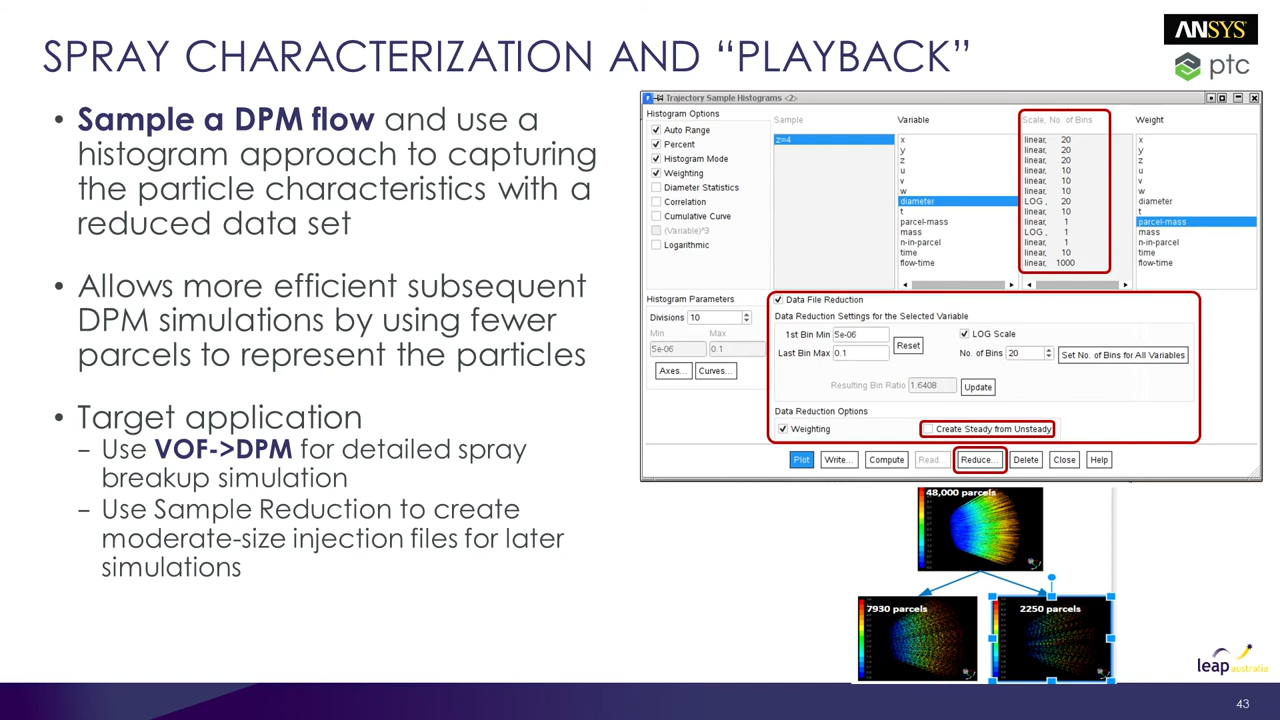 SPRAY CHARACTERIZATION AND “PLAYBACK”
ANSYS
ptc
• Sample a DPM flow and use a
histogram approach to capturing
the particle characteristics with a
reduced data set
• Allows more efficient subsequent
DPM simulations by using fewer
parcels to represent the particles
• Target application
– Use VOF->DPM for detailed spray
breakup simulation
– Use Sample Reduction to create
moderate-size injection files for later
simulations
Trajectory Sample Histograms <2>
Histogram Options
Auto Range
Percent
Histogram Mode
Weighting
Diameter Statistics
Correlation
Cumulative Curve
(Variable)^3
Logarithmic
Sample
z=4
Variable
x
y
z
u
v
w
diameter
t
parcel-mass
mass
n-in-parcel
time
flow-time
Scale, No. of Bins
linear, 20
linear, 20
linear, 20
linear, 10
linear, 10
linear, 10
LOG , 20
linear, 10
linear, 1
LOG , 1
linear, 1
linear, 10
linear, 1000
Weight
x
y
z
u
v
w
diameter
t
parcel-mass
mass
n-in-parcel
time
flow-time
Histogram Parameters
Divisions 10
Min Max
5e-06 0.1
Axes... Curves...
Data File Reduction
Data Reduction Settings for the Selected Variable
1st Bin Min 5e-06
Last Bin Max 0.1
Reset
LOG Scale
No. of Bins 20
Set No. of Bins for All Variables
Resulting Bin Ratio 1.6408 Update
Data Reduction Options
Weighting Create Steady from Unsteady
Plot Write... Compute Read... Reduce... Delete Close Help
48,000 parcels
7930 parcels
2250 parcels
leap australia
43